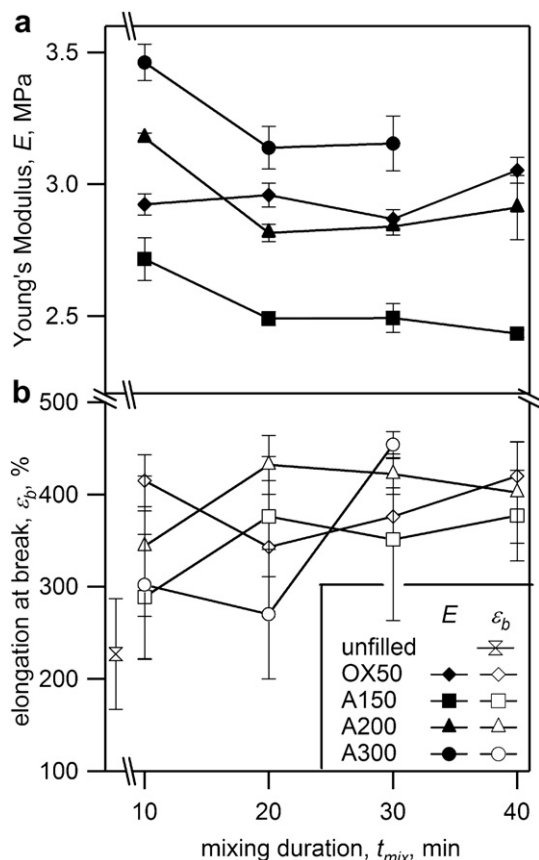 a
3.5
3.0
2.5
Young's Modulus, E, MPa
b
500
400
300
200
100
elongation at break, εb, %
E εb
unfilled
OX50
A150
A200
A300
10 20 30 40
mixing duration, tmix, min